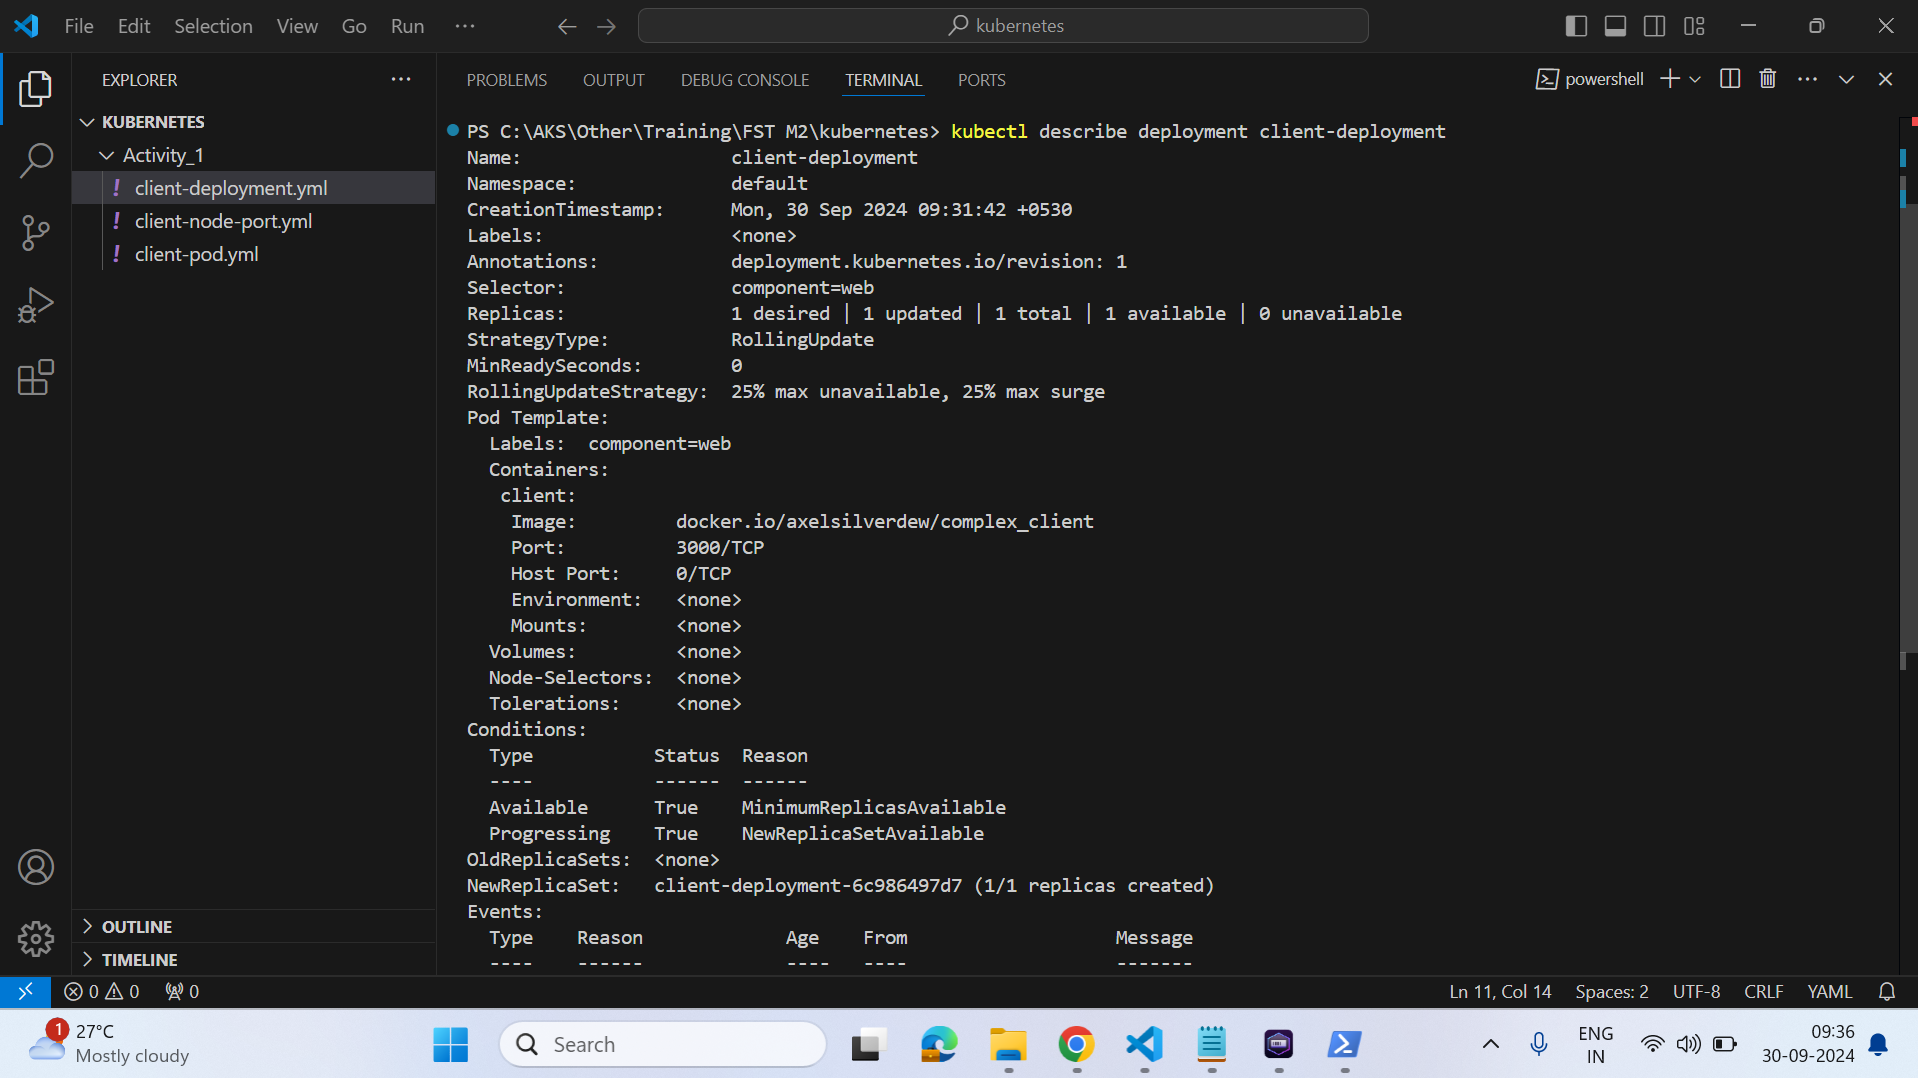 File Edit Selection View Go Run ...
kubernetes
EXPLORER ...
KUBERNETES
Activity_1
! client-deployment.yml
! client-node-port.yml
! client-pod.yml
OUTLINE
TIMELINE
PROBLEMS OUTPUT DEBUG CONSOLE TERMINAL PORTS
powershell
PS C:\AKS\Other\Training\FST M2\kubernetes> kubectl describe deployment client-deployment
Name: client-deployment
Namespace: default
CreationTimestamp: Mon, 30 Sep 2024 09:31:42 +0530
Labels: <none>
Annotations: deployment.kubernetes.io/revision: 1
Selector: component=web
Replicas: 1 desired | 1 updated | 1 total | 1 available | 0 unavailable
StrategyType: RollingUpdate
MinReadySeconds: 0
RollingUpdateStrategy: 25% max unavailable, 25% max surge
Pod Template:
Labels: component=web
Containers:
client:
Image: docker.io/axelsilverdew/complex_client
Port: 3000/TCP
Host Port: 0/TCP
Environment: <none>
Mounts: <none>
Volumes: <none>
Node-Selectors: <none>
Tolerations: <none>
Conditions:
Type Status Reason
---- ------ ------
Available True MinimumReplicasAvailable
Progressing True NewReplicaSetAvailable
OldReplicaSets: <none>
NewReplicaSet: client-deployment-6c986497d7 (1/1 replicas created)
Events:
Type Reason Age From Message
---- ------ ---- ---- -------
0 0 0
Ln 11, Col 14 Spaces: 2 UTF-8 CRLF YAML
1
27°C
Mostly cloudy
Search
ENG
IN
09:36
30-09-2024